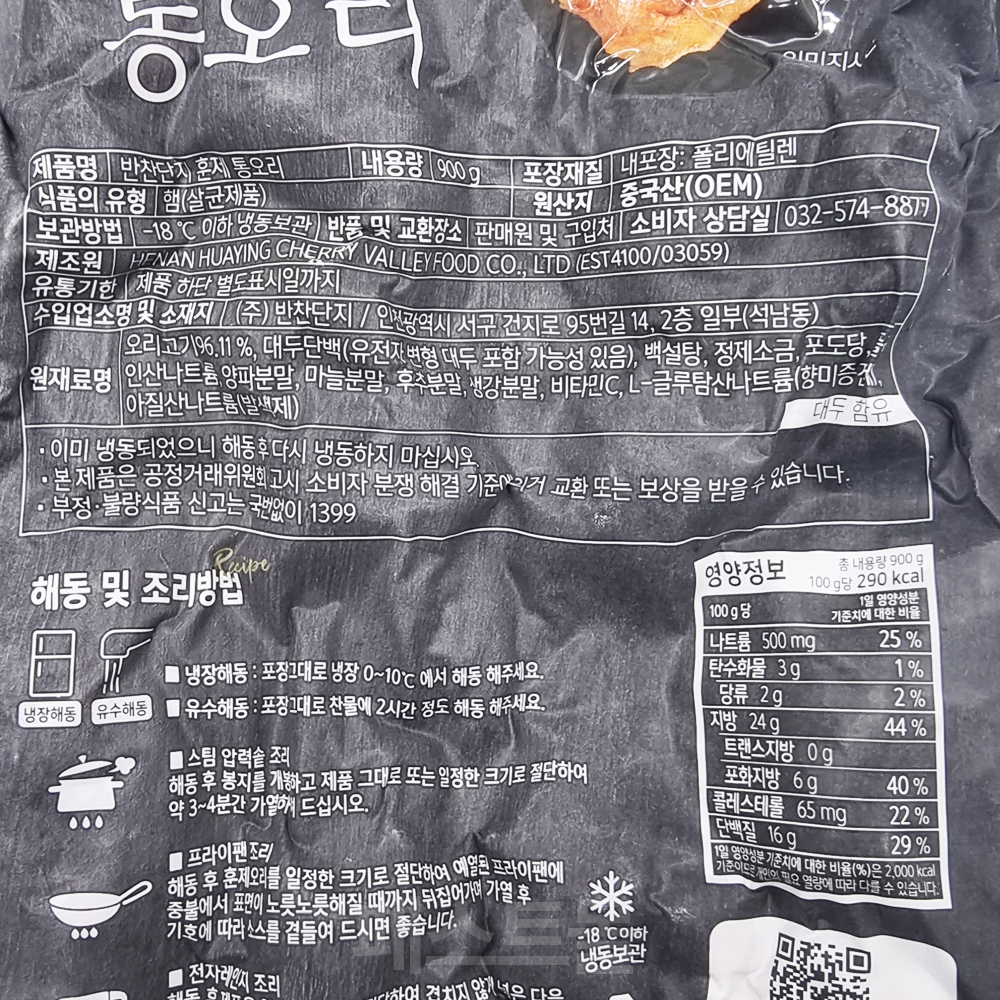 통오리
이미지사
제품명 반찬단지 훈제 통오리 내용량 900 g 포장재질 내포장: 폴리에틸렌
식품의 유형 햄(살균제품) 원산지 중국산(OEM)
보관방법 -18 ℃ 이하 냉동보관 반품 및 교환장소 판매원 및 구입처 소비자 상담실 032-574-8877
제조원 HENAN HUAYING CHERRY VALLEY FOOD CO., LTD (EST4100/03059)
유통기한 제품 하단 별도표시일까지
수입업소명 및 소재지 / (주) 반찬단지 / 인천광역시 서구 건지로 95번길 14, 2층 일부(석남동)
원재료명 오리고기96.11 %, 대두단백(유전자변형 대두 포함 가능성 있음), 백설탕, 정제소금, 포도당,
인산나트륨, 양파분말, 마늘분말, 후추분말, 생강분말, 비타민C, L-글루탐산나트륨(향미증진제),
아질산나트륨(발색제)
대두 함유
· 이미 냉동되었으니 해동 후 다시 냉동하지 마십시오.
· 본 제품은 공정거래위원회 고시 소비자 분쟁 해결 기준에 의거 교환 또는 보상을 받을 수 있습니다.
· 부정·불량식품 신고는 국번없이 1399
Recipe
해동 및 조리방법
냉장해동 유수해동
■ 냉장해동 : 포장그대로 냉장 0~10℃ 에서 해동 해주세요.
■ 유수해동 : 포장그대로 찬물에 2시간 정도 해동 해주세요.
■ 스팀 압력솥 조리
해동 후 봉지를 개봉하고 제품 그대로 또는 일정한 크기로 절단하여
약 3~4분간 가열하여 드십시오.
■ 프라이팬 조리
해동 후 훈제오리를 일정한 크기로 절단하여 예열된 프라이팬에
중불에서 표면이 노릇노릇해질 때까지 뒤집어가며 가열 후
기호에 따라 소스를 곁들여 드시면 좋습니다.
-18 ℃ 이하
냉동보관
■ 전자레인지 조리
영양정보 총 내용량 900 g
100 g당 290 kcal
100 g당 1일 영양성분
기준치에 대한 비율
나트륨 500 mg 25 %
탄수화물 3 g 1 %
당류 2 g 2 %
지방 24 g 44 %
트랜스지방 0 g
포화지방 6 g 40 %
콜레스테롤 65 mg 22 %
단백질 16 g 29 %
1일 영양성분 기준치에 대한 비율(%)은 2,000 kcal
기준이므로 개인의 필요 열량에 따라 다를 수 있습니다.